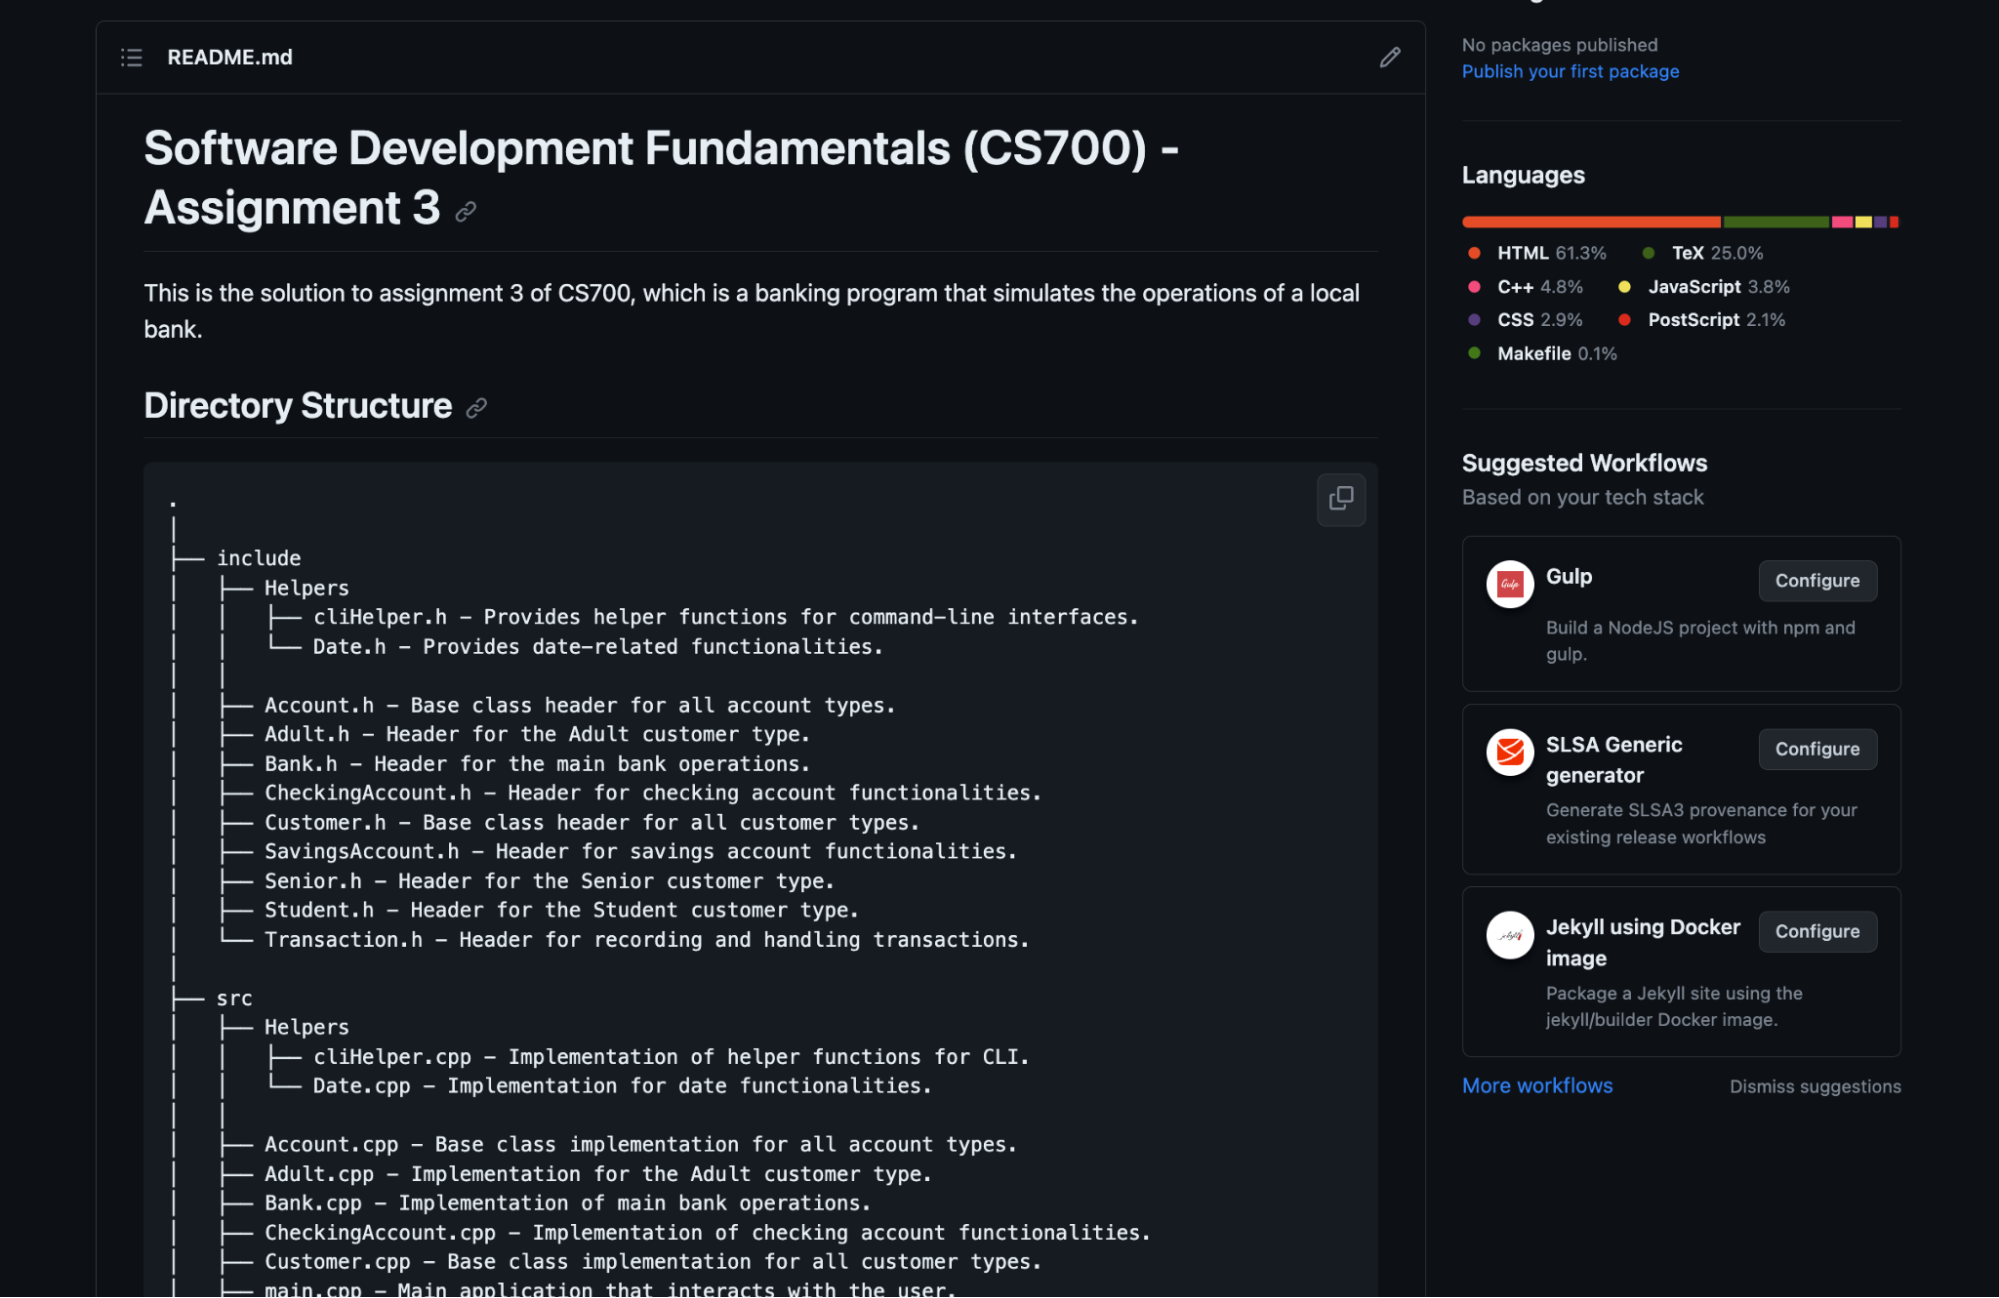 README.md
Software Development Fundamentals (CS700) -
Assignment 3
This is the solution to assignment 3 of CS700, which is a banking program that simulates the operations of a local
bank.
Directory Structure
.
│
├── include
│   ├── Helpers
│   │   ├── cliHelper.h – Provides helper functions for command-line interfaces.
│   │   └── Date.h – Provides date-related functionalities.
│   │
│   ├── Account.h – Base class header for all account types.
│   ├── Adult.h – Header for the Adult customer type.
│   ├── Bank.h – Header for the main bank operations.
│   ├── CheckingAccount.h – Header for checking account functionalities.
│   ├── Customer.h – Base class header for all customer types.
│   ├── SavingsAccount.h – Header for savings account functionalities.
│   ├── Senior.h – Header for the Senior customer type.
│   ├── Student.h – Header for the Student customer type.
│   └── Transaction.h – Header for recording and handling transactions.
│
├── src
│   ├── Helpers
│   │   ├── cliHelper.cpp – Implementation of helper functions for CLI.
│   │   └── Date.cpp – Implementation for date functionalities.
│   │
│   ├── Account.cpp – Base class implementation for all account types.
│   ├── Adult.cpp – Implementation for the Adult customer type.
│   ├── Bank.cpp – Implementation of main bank operations.
│   ├── CheckingAccount.cpp – Implementation of checking account functionalities.
│   ├── Customer.cpp – Base class implementation for all customer types.
│   ├── main.cpp – Main application that interacts with the user.
No packages published
Publish your first package
Languages
HTML 61.3% TeX 25.0%
C++ 4.8% JavaScript 3.8%
CSS 2.9% PostScript 2.1%
Makefile 0.1%
Suggested Workflows
Based on your tech stack
Gulp
Gulp
Configure
Build a NodeJS project with npm and
gulp.
SLSA Generic
generator
Configure
Generate SLSA3 provenance for your
existing release workflows
jekyll
Jekyll using Docker
image
Configure
Package a Jekyll site using the
jekyll/builder Docker image.
More workflows
Dismiss suggestions